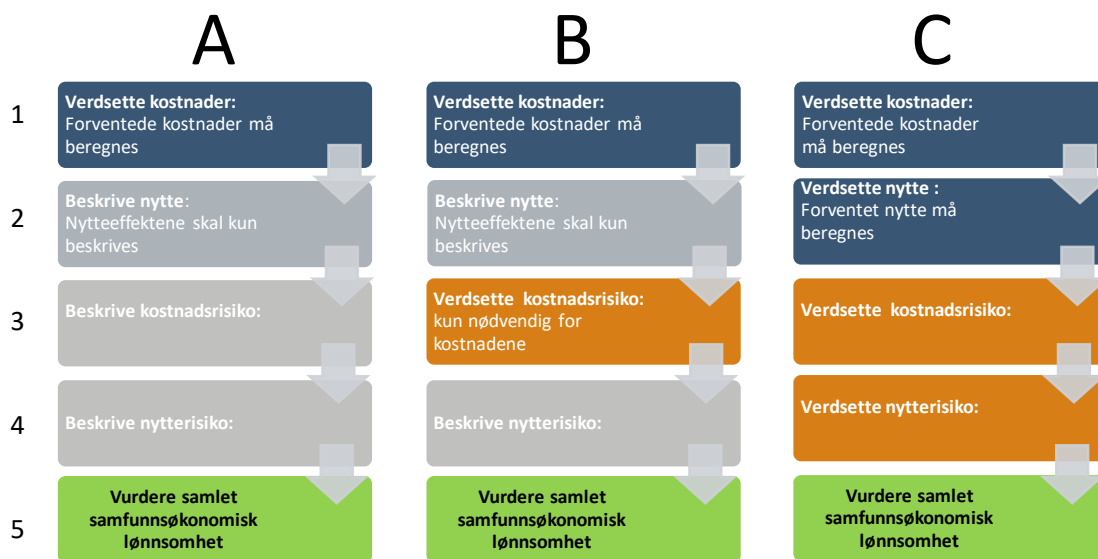 A
B
C
1
Verdsette kostnader:
Forventede kostnader må
beregnes
Verdsette kostnader:
Forventede kostnader må
beregnes
Verdsette kostnader:
Forventede kostnader
må beregnes
2
Beskrive nytte:
Nytteeffektene skal kun
beskrives
Beskrive nytte:
Nytteeffektene skal kun
beskrives
Verdsette nytte :
Forventet nytte må
beregnes
3
Beskrive kostnadsrisiko:
Verdsette kostnadsrisiko:
kun nødvendig for
kostnadene
Verdsette kostnadsrisiko:
4
Beskrive nytterisiko:
Beskrive nytterisiko:
Verdsette nytterisiko:
5
Vurdere samlet
samfunnsøkonomisk
lønnsomhet
Vurdere samlet
samfunnsøkonomisk
lønnsomhet
Vurdere samlet
samfunnsøkonomisk
lønnsomhet